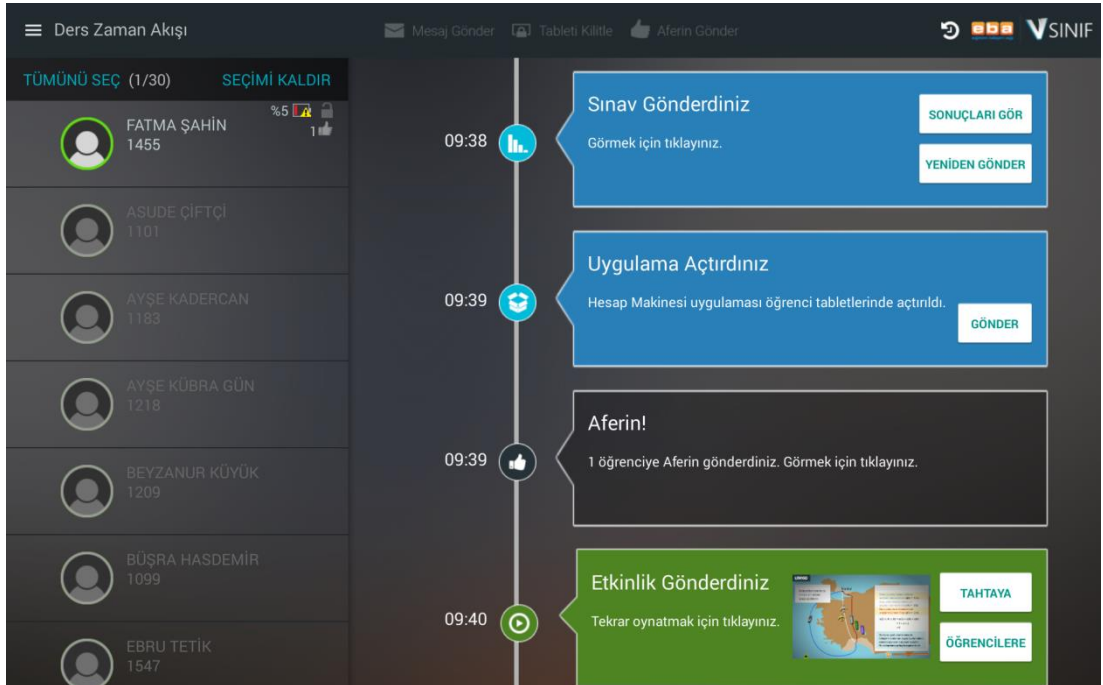 Ders Zaman Akışı
Mesaj Gönder Tableti Kilitle Aferin Gönder
eba VSINIF
TÜMÜNÜ SEÇ (1/30) SEÇİMİ KALDIR
%5
FATMA ŞAHİN
1
1455
ASUDE ÇİFTÇİ
1101
AYŞE KADERCAN
1183
AYŞE KÜBRA GÜN
1218
BEYZANUR KÜYÜK
1209
BÜŞRA HASDEMİR
1099
EBRU TETİK
1547
09:38
Sınav Gönderdiniz
Görmek için tıklayınız.
SONUÇLARI GÖR
YENİDEN GÖNDER
09:39
Uygulama Açtırdınız
Hesap Makinesi uygulaması öğrenci tabletlerinde açtırıldı.
GÖNDER
09:39
Aferin!
1 öğrenciye Aferin gönderdiniz. Görmek için tıklayınız.
09:40
Etkinlik Gönderdiniz
Tekrar oynatmak için tıklayınız.
TAHTAYA
ÖĞRENCİLERE